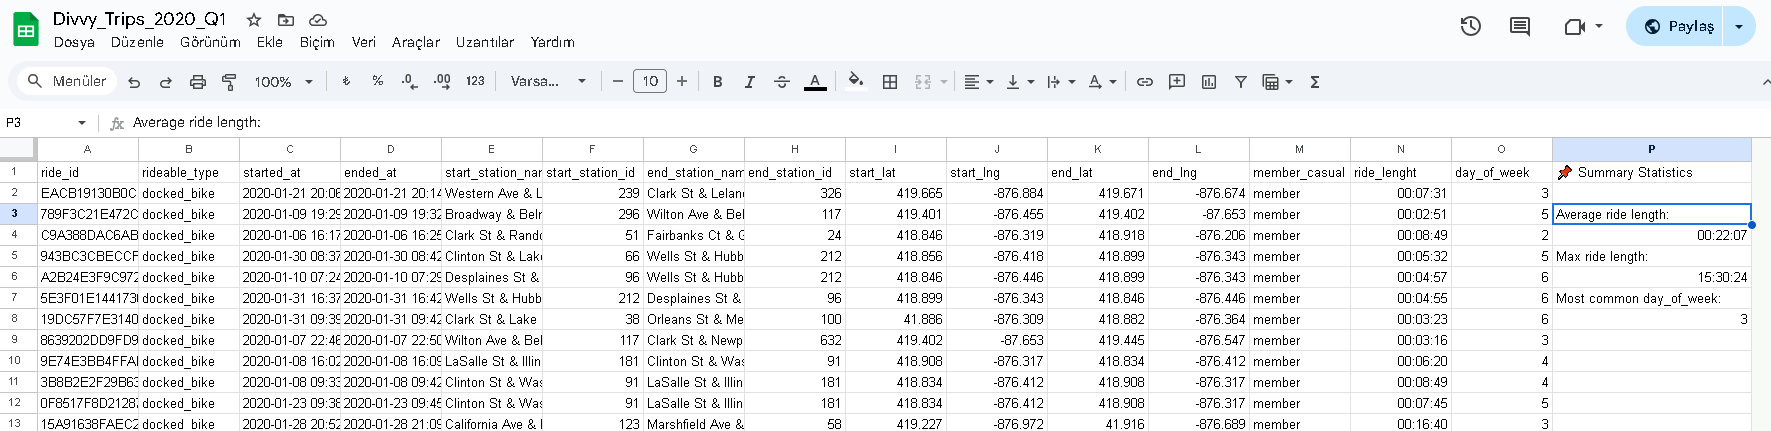 Divvy_Trips_2020_Q1
Dosya Düzenle Görünüm Ekle Biçim Veri Araçlar Uzantılar Yardım
Paylaş
Menüler 100% ₺ % .0 .00 123 Varsa... − 10 + B I S A Σ
P3 fx Average ride length:
A B C D E F G H I J K L M N O P
1 ride_id rideable_type started_at ended_at start_station_nam start_station_id end_station_name end_station_id start_lat start_lng end_lat end_lng member_casual ride_lenght day_of_week 📌 Summary Statistics
2 EACB19130B0C docked_bike 2020-01-21 20:06 2020-01-21 20:14 Western Ave & L 239 Clark St & Lelan 326 419.665 -876.884 419.671 -876.674 member 00:07:31 3
3 789F3C21E472C docked_bike 2020-01-09 19:29 2020-01-09 19:32 Broadway & Belr 296 Wilton Ave & Bel 117 419.401 -876.455 419.402 -87.653 member 00:02:51 5 Average ride length:
4 C9A388DAC6AB docked_bike 2020-01-06 16:17 2020-01-06 16:25 Clark St & Rand 51 Fairbanks Ct & G 24 418.846 -876.319 418.918 -876.206 member 00:08:49 2 00:22:07
5 943BC3CBECCF docked_bike 2020-01-30 08:37 2020-01-30 08:42 Clinton St & Lak 66 Wells St & Hubb 212 418.856 -876.418 418.899 -876.343 member 00:05:32 5 Max ride length:
6 A2B24E3F9C972 docked_bike 2020-01-10 07:24 2020-01-10 07:29 Desplaines St & 96 Wells St & Hubb 212 418.846 -876.446 418.899 -876.343 member 00:04:57 6 15:30:24
7 5E3F01E144173 docked_bike 2020-01-31 16:37 2020-01-31 16:42 Wells St & Hubb 212 Desplaines St & 96 418.899 -876.343 418.846 -876.446 member 00:04:55 6 Most common day_of_week:
8 19DC57F7E3140 docked_bike 2020-01-31 09:39 2020-01-31 09:42 Clark St & Lake 38 Orleans St & Me 100 41.886 -876.309 418.882 -876.364 member 00:03:23 6 3
9 8639202DD9FD9 docked_bike 2020-01-07 22:46 2020-01-07 22:50 Wilton Ave & Bel 117 Clark St & Newp 632 419.402 -87.653 419.445 -876.547 member 00:03:16 3
10 9E74E3BB4FFA docked_bike 2020-01-08 16:02 2020-01-08 16:09 LaSalle St & Illin 181 Clinton St & Was 91 418.908 -876.317 418.834 -876.412 member 00:06:20 4
11 3B8B2E2F29B63 docked_bike 2020-01-08 09:33 2020-01-08 09:42 Clinton St & Was 91 LaSalle St & Illin 181 418.834 -876.412 418.908 -876.317 member 00:08:49 4
12 0F8517F8D2128 docked_bike 2020-01-23 09:38 2020-01-23 09:45 Clinton St & Was 91 LaSalle St & Illin 181 418.834 -876.412 418.908 -876.317 member 00:07:45 5
13 15A91638FAEC2 docked_bike 2020-01-28 20:52 2020-01-28 21:09 California Ave & 123 Marshfield Ave & 58 419.227 -876.972 41.916 -876.689 member 00:16:40 3